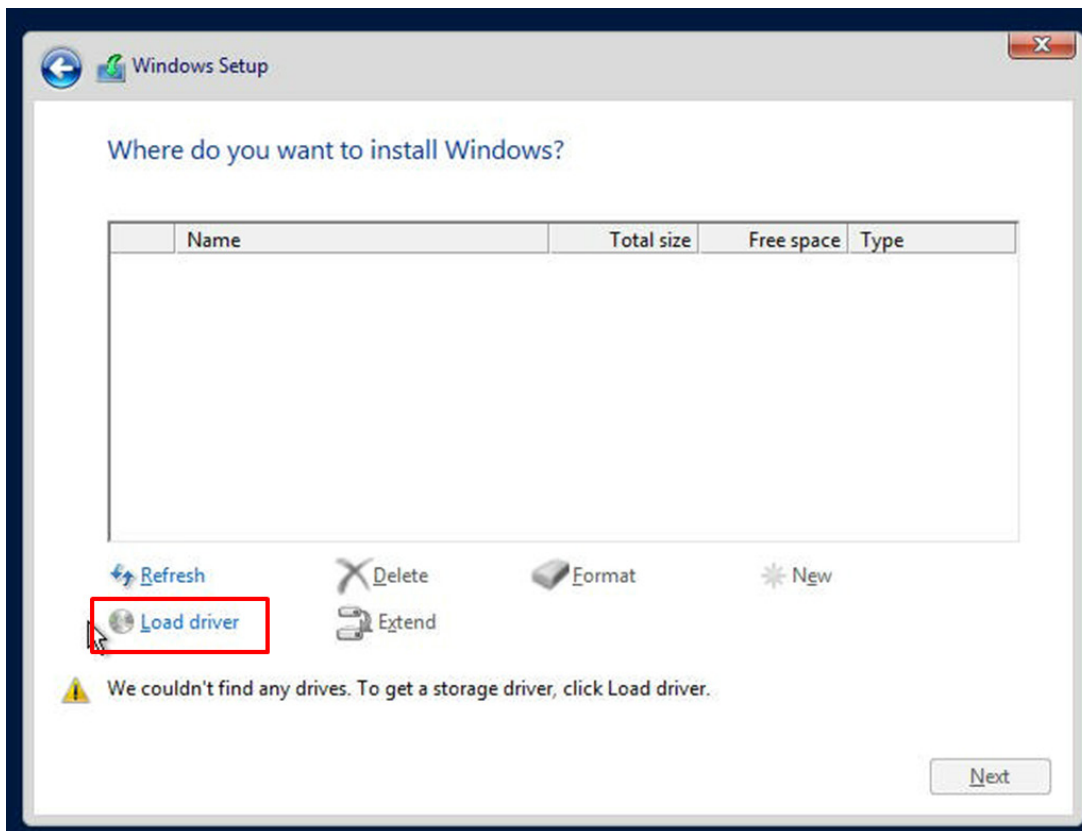 Windows Setup
Where do you want to install Windows?
Name Total size Free space Type
Refresh Delete Format New
Load driver Extend
We couldn't find any drives. To get a storage driver, click Load driver.
Next